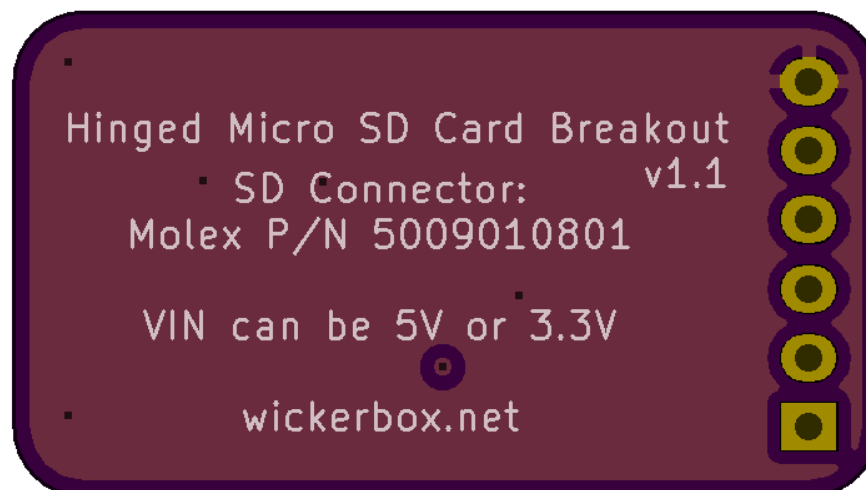 Hinged Micro SD Card Breakout
v1.1
SD Connector:
Molex P/N 5009010801
VIN can be 5V or 3.3V
wickerbox.net